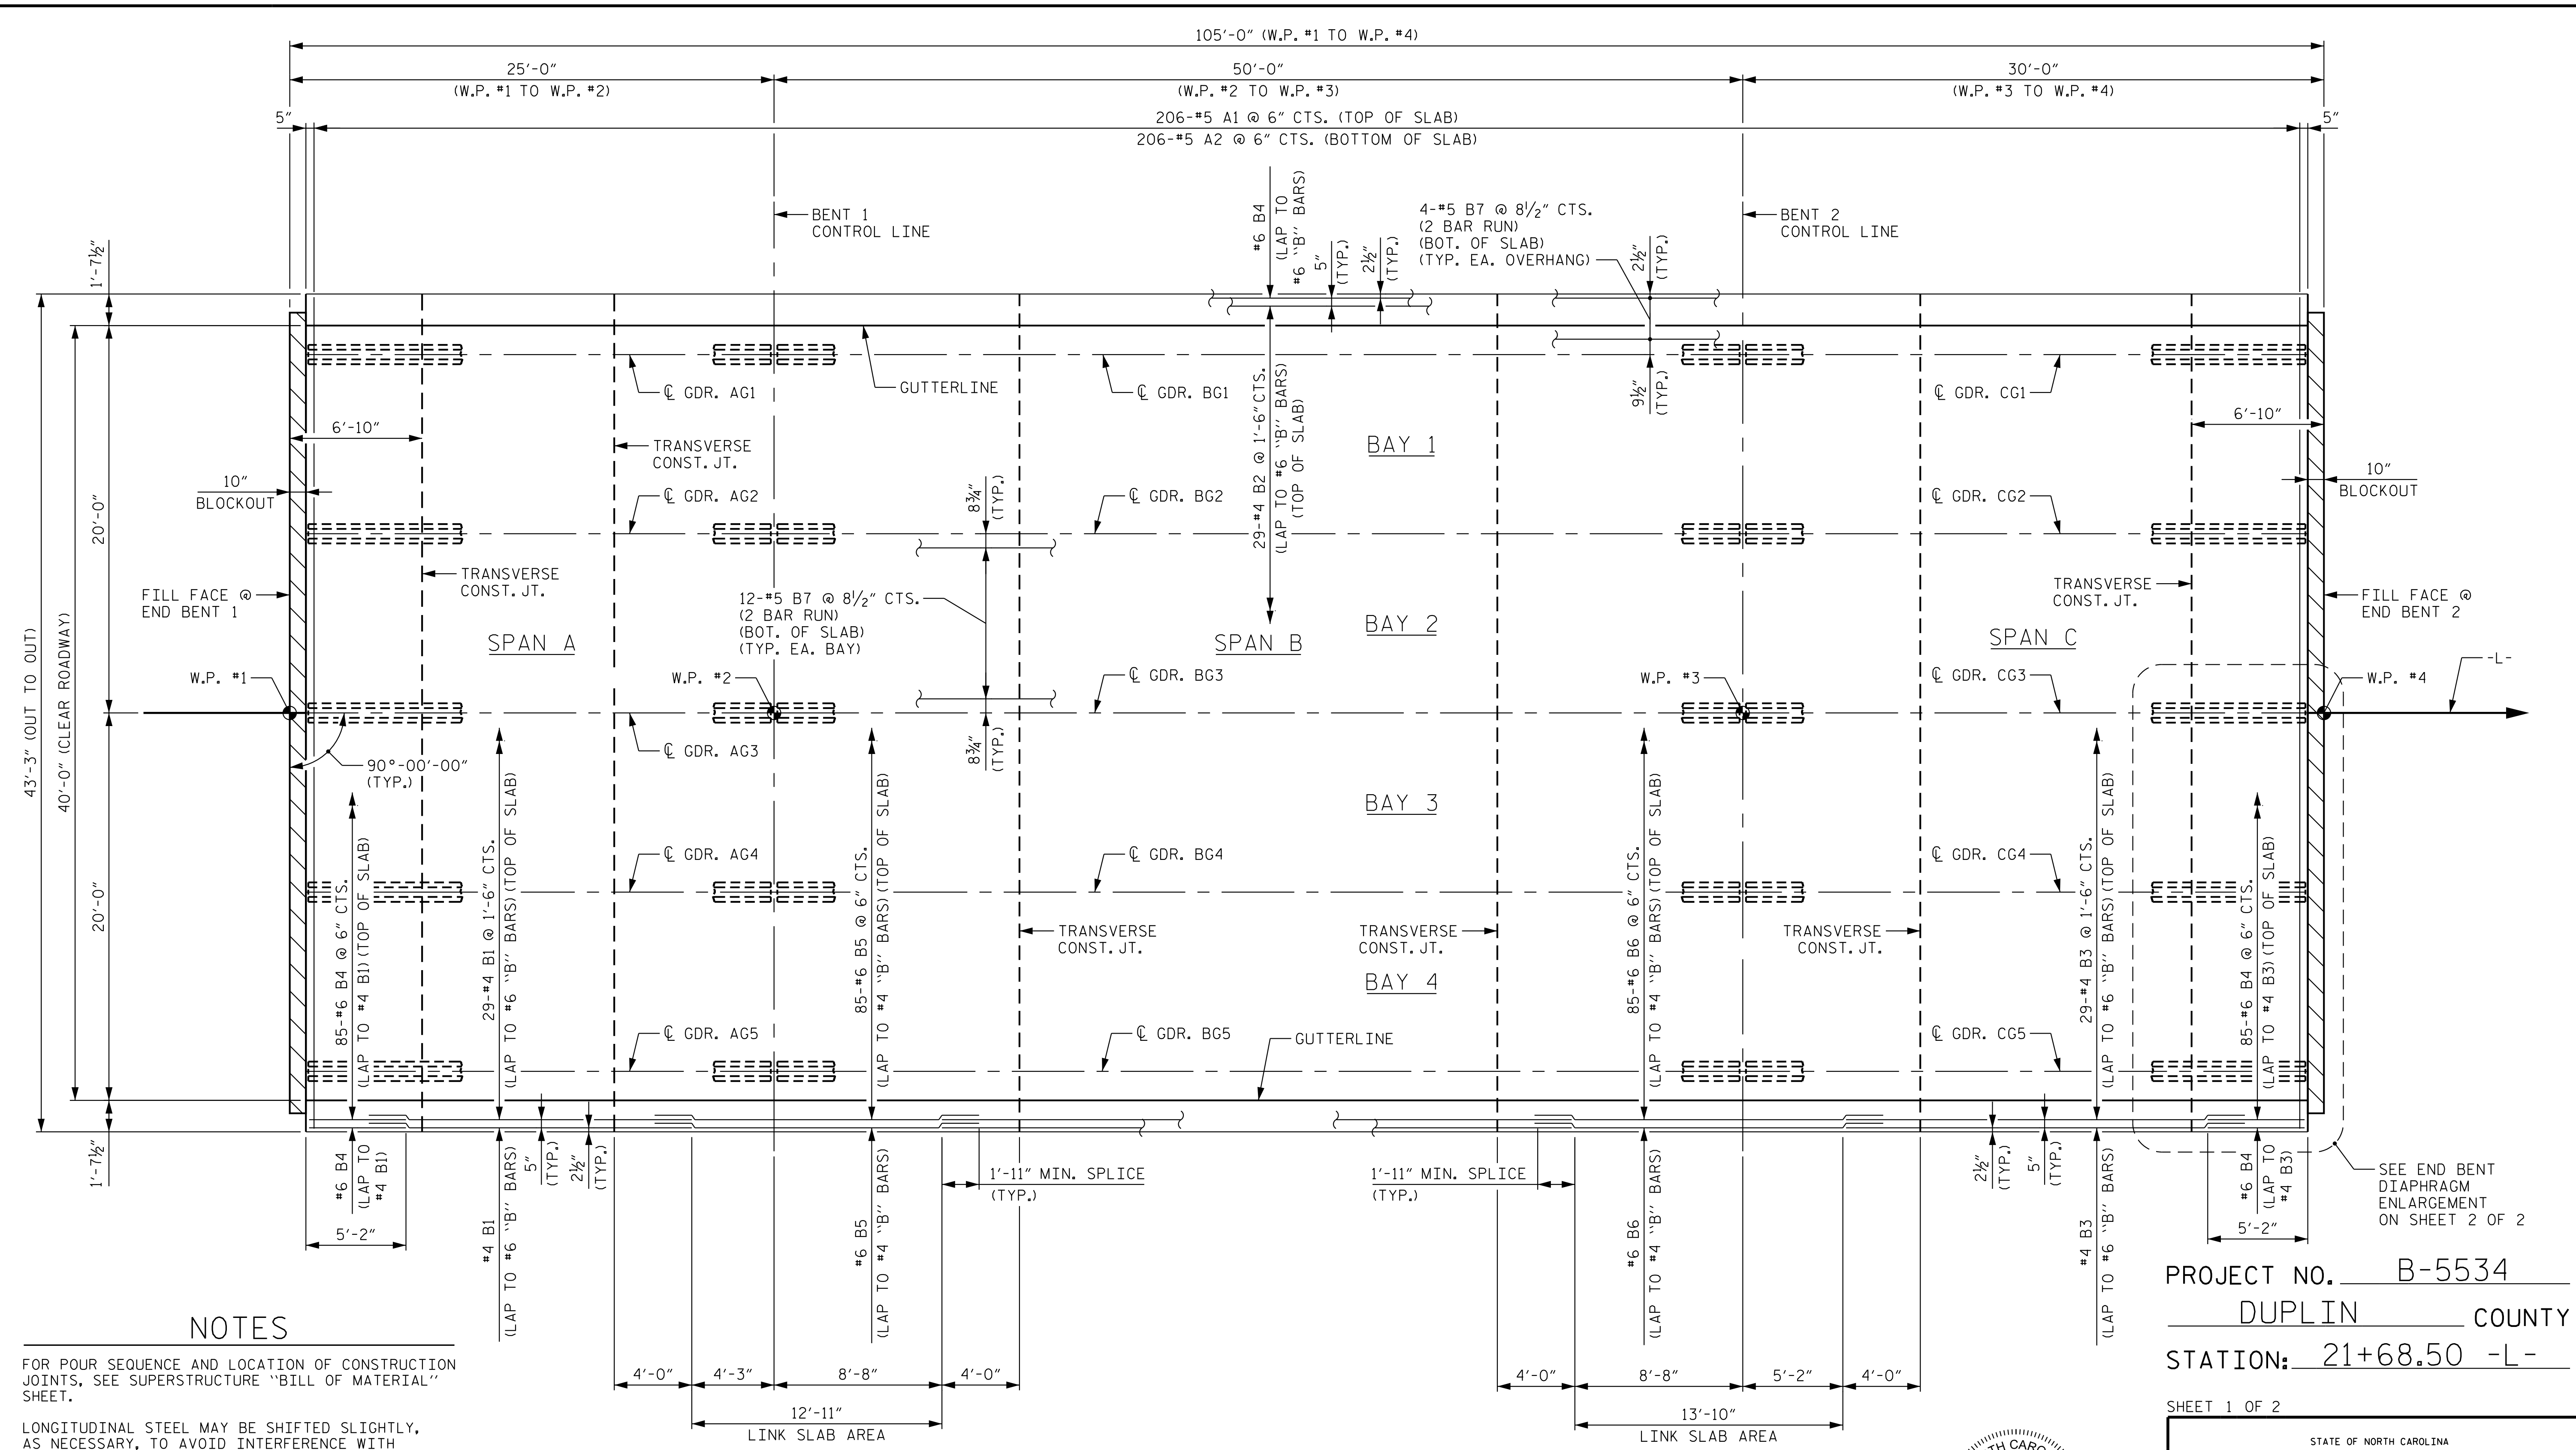 105'-0" (W.P. #1 TO W.P. #4)
25'-0"
(W.P. #1 TO W.P. #2)
50'-0"
(W.P. #2 TO W.P. #3)
30'-0"
(W.P. #3 TO W.P. #4)
5"
206-#5 A1 @ 6" CTS. (TOP OF SLAB)
206-#5 A2 @ 6" CTS. (BOTTOM OF SLAB)
5"
BENT 1
CONTROL LINE
#6 B4
(LAP TO
#6 ``B'' BARS)
5"
(TYP.)
2½"
(TYP.)
4-#5 B7 @ 8½" CTS.
(2 BAR RUN)
(BOT. OF SLAB)
(TYP. EA. OVERHANG)
2½"
(TYP.)
BENT 2
CONTROL LINE
1'-7½"
43'-3" (OUT TO OUT)
40'-0" (CLEAR ROADWAY)
20'-0"
20'-0"
1'-7½"
℄ GDR. AG1
GUTTERLINE
℄ GDR. BG1
29-#4 B2 @ 1'-6" CTS.
(LAP TO #6 ``B'' BARS)
(TOP OF SLAB)
9½"
(TYP.)
℄ GDR. CG1
6'-10"
6'-10"
TRANSVERSE
CONST. JT.
BAY 1
10"
BLOCKOUT
10"
BLOCKOUT
℄ GDR. AG2
8¾"
(TYP.)
℄ GDR. BG2
℄ GDR. CG2
TRANSVERSE
CONST. JT.
TRANSVERSE
CONST. JT.
FILL FACE @
END BENT 1
12-#5 B7 @ 8½" CTS.
(2 BAR RUN)
(BOT. OF SLAB)
(TYP. EA. BAY)
FILL FACE @
END BENT 2
SPAN A
SPAN B
BAY 2
SPAN C
-L-
W.P. #1
W.P. #2
℄ GDR. BG3
W.P. #3
℄ GDR. CG3
W.P. #4
℄ GDR. AG3
8¾"
(TYP.)
90°-00'-00"
(TYP.)
BAY 3
85-#6 B4 @ 6" CTS.
(LAP TO #4 B1) (TOP OF SLAB)
29-#4 B1 @ 1'-6" CTS.
(LAP TO #6 ``B'' BARS) (TOP OF SLAB)
85-#6 B5 @ 6" CTS.
(LAP TO #4 ``B'' BARS) (TOP OF SLAB)
85-#6 B6 @ 6" CTS.
(LAP TO #4 ``B'' BARS) (TOP OF SLAB)
29-#4 B3 @ 1'-6" CTS.
(LAP TO #6 ``B'' BARS) (TOP OF SLAB)
85-#6 B4 @ 6" CTS.
(LAP TO #4 B3) (TOP OF SLAB)
℄ GDR. AG4
℄ GDR. BG4
℄ GDR. CG4
TRANSVERSE
CONST. JT.
TRANSVERSE
CONST. JT.
TRANSVERSE
CONST. JT.
BAY 4
℄ GDR. AG5
℄ GDR. BG5
GUTTERLINE
℄ GDR. CG5
#6 B4
(LAP TO
#4 B1)
5'-2"
#4 B1
(LAP TO #6 ``B'' BARS)
5"
(TYP.)
2½"
(TYP.)
#6 B5
(LAP TO #4 ``B'' BARS)
1'-11" MIN. SPLICE
(TYP.)
1'-11" MIN. SPLICE
(TYP.)
#6 B6
(LAP TO #4 ``B'' BARS)
2½"
(TYP.)
5"
(TYP.)
#4 B3
(LAP TO #6 ``B'' BARS)
#6 B4
(LAP TO
#4 B3)
5'-2"
SEE END BENT
DIAPHRAGM
ENLARGEMENT
ON SHEET 2 OF 2
4'-0"
4'-3"
8'-8"
4'-0"
12'-11"
LINK SLAB AREA
4'-0"
8'-8"
5'-2"
4'-0"
13'-10"
LINK SLAB AREA
NOTES
FOR POUR SEQUENCE AND LOCATION OF CONSTRUCTION
JOINTS, SEE SUPERSTRUCTURE ``BILL OF MATERIAL''
SHEET.
LONGITUDINAL STEEL MAY BE SHIFTED SLIGHTLY,
AS NECESSARY, TO AVOID INTERFERENCE WITH
PROJECT NO. B-5534
DUPLIN COUNTY
STATION: 21+68.50 -L-
SHEET 1 OF 2
STATE OF NORTH CAROLINA